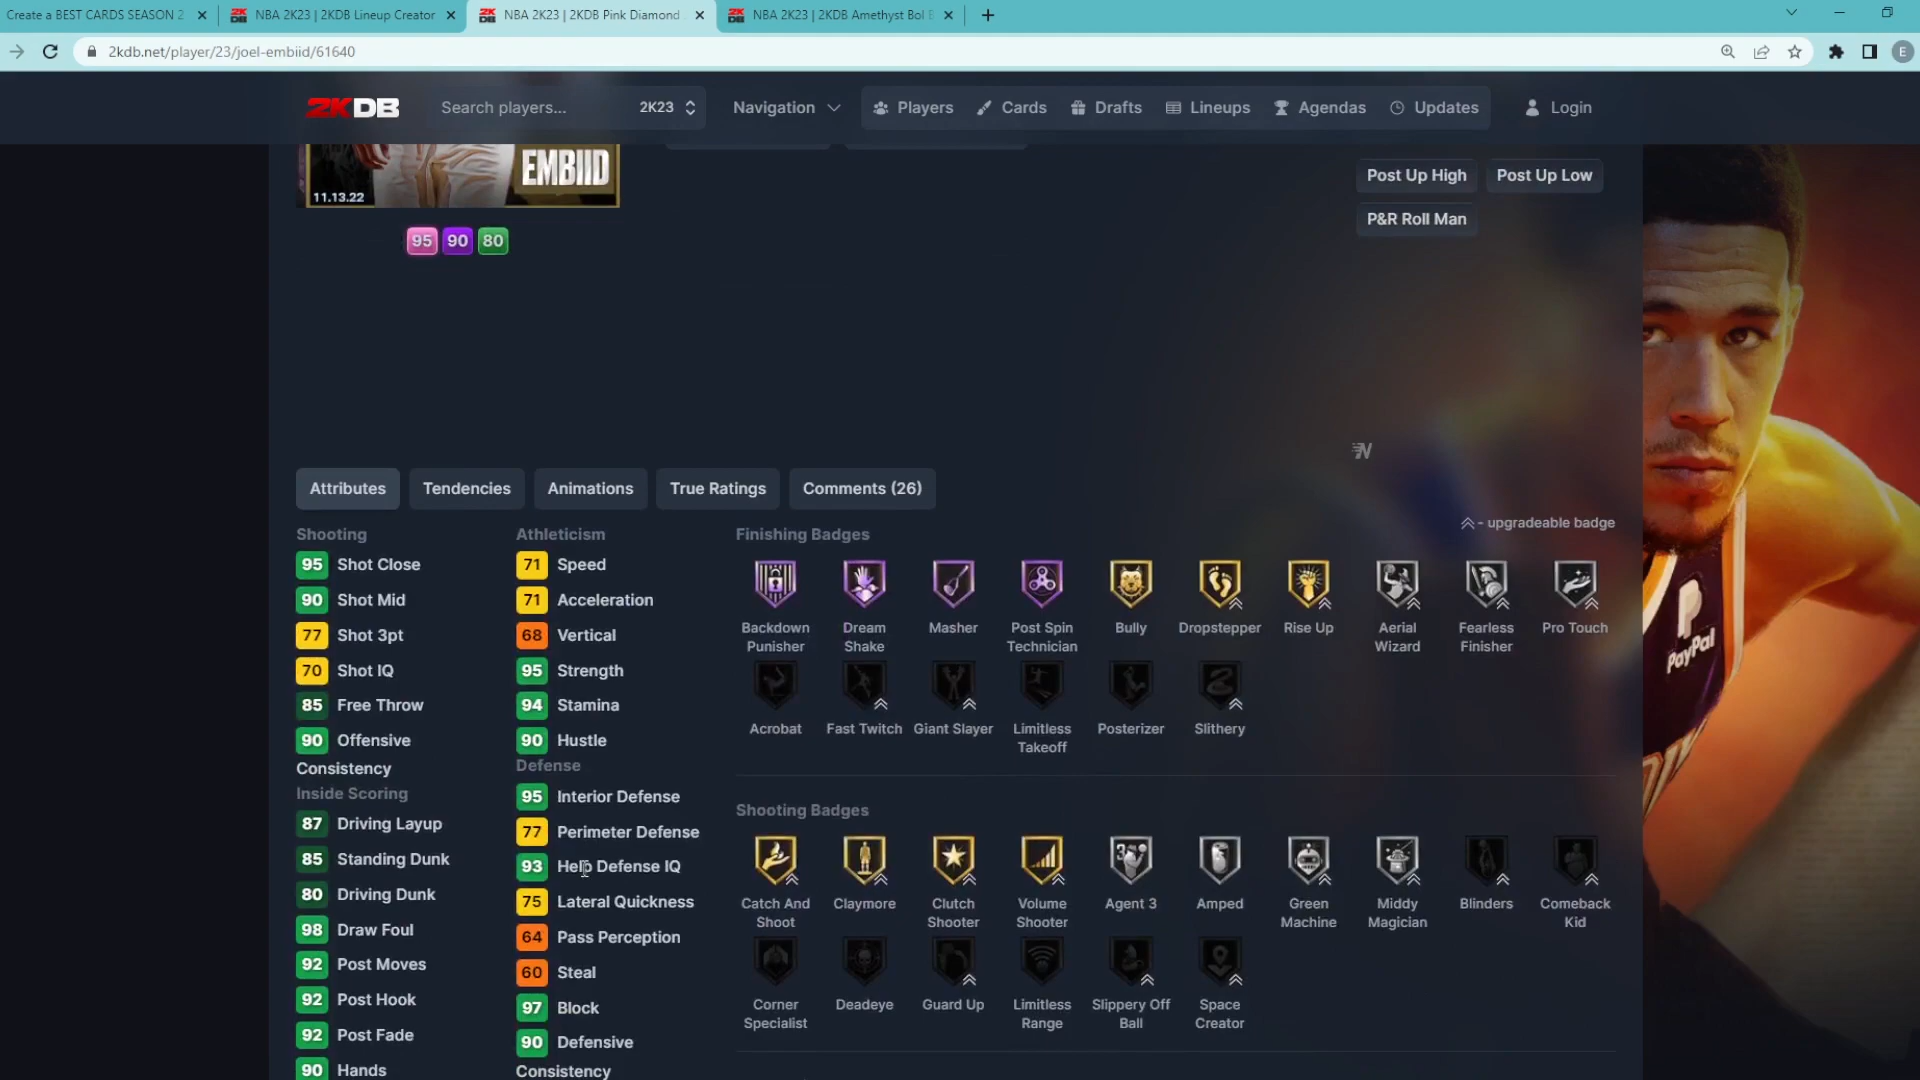 Create a BEST CARDS SEASON 2
NBA 2K23 | 2KDB Lineup Creator
NBA 2K23 | 2KDB Pink Diamond
NBA 2K23 | 2KDB Amethyst Bol B
2kdb.net/player/23/joel-embiid/61640
E
2KDB
Search players...
2K23
Navigation
Players
Cards
Drafts
Lineups
Agendas
Updates
Login
EMBIID
11.13.22
Post Up High
Post Up Low
P&R Roll Man
95 90 80
Attributes
Tendencies
Animations
True Ratings
Comments (26)
- upgradeable badge
Shooting
95 Shot Close
90 Shot Mid
77 Shot 3pt
70 Shot IQ
85 Free Throw
90 Offensive
Consistency
Inside Scoring
87 Driving Layup
85 Standing Dunk
80 Driving Dunk
98 Draw Foul
92 Post Moves
92 Post Hook
92 Post Fade
90 Hands
Athleticism
71 Speed
71 Acceleration
68 Vertical
95 Strength
94 Stamina
90 Hustle
Defense
95 Interior Defense
77 Perimeter Defense
93 Help Defense IQ
75 Lateral Quickness
64 Pass Perception
60 Steal
97 Block
90 Defensive
Consistency
Finishing Badges
Backdown
Punisher
Dream
Shake
Masher
Post Spin
Technician
Bully
Dropstepper
Rise Up
Aerial
Wizard
Fearless
Finisher
Pro Touch
Acrobat
Fast Twitch
Giant Slayer
Limitless
Takeoff
Posterizer
Slithery
Shooting Badges
Catch And
Shoot
Claymore
Clutch
Shooter
Volume
Shooter
Agent 3
Amped
Green
Machine
Middy
Magician
Blinders
Comeback
Kid
Corner
Specialist
Deadeye
Guard Up
Limitless
Range
Slippery Off
Ball
Space
Creator
PayPal